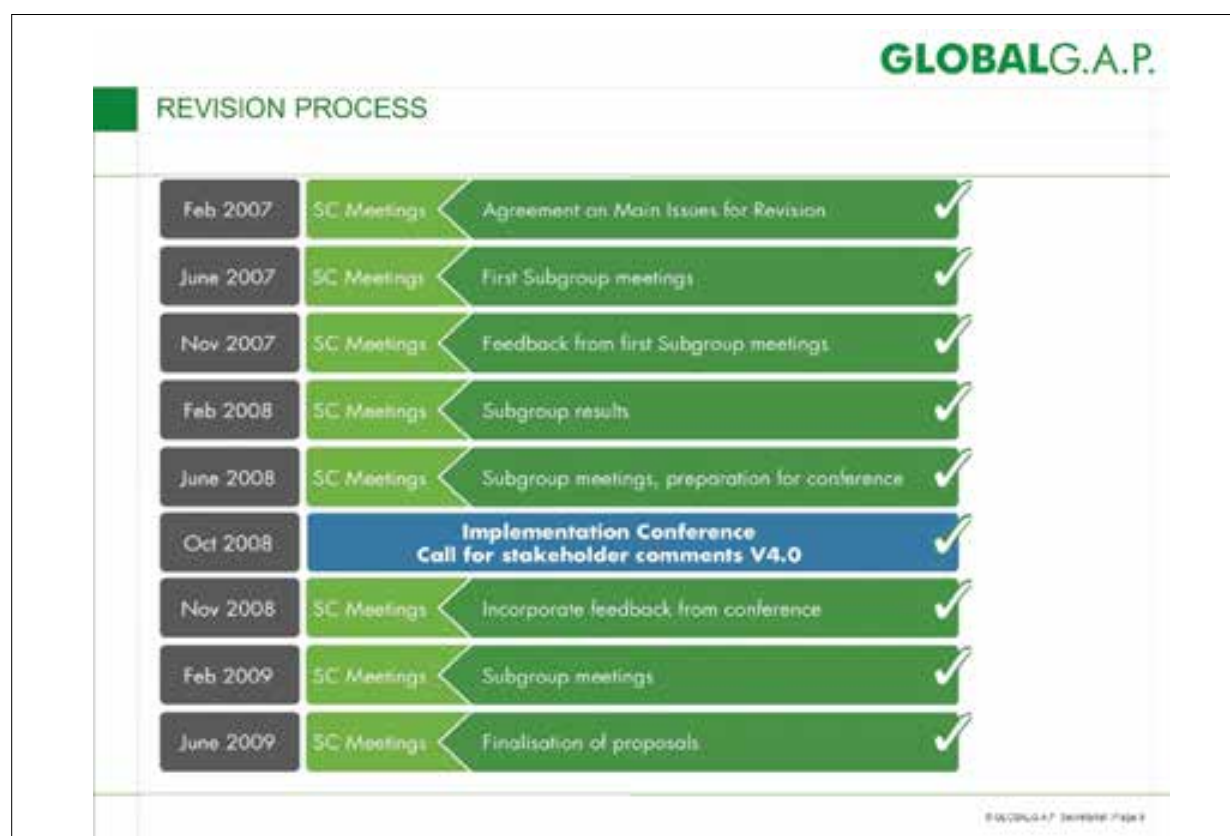 GLOBALG.A.P.
REVISION PROCESS
Feb 2007 SC Meetings Agreement on Main Issues for Revision
June 2007 SC Meetings First Subgroup meetings
Nov 2007 SC Meetings Feedback from first Subgroup meetings
Feb 2008 SC Meetings Subgroup results
June 2008 SC Meetings Subgroup meetings, preparation for conference
Oct 2008 Implementation Conference
Call for stakeholder comments V4.0
Nov 2008 SC Meetings Incorporate feedback from conference
Feb 2009 SC Meetings Subgroup meetings
June 2009 SC Meetings Finalisation of proposals
© GLOBALG.A.P Secretariat Page